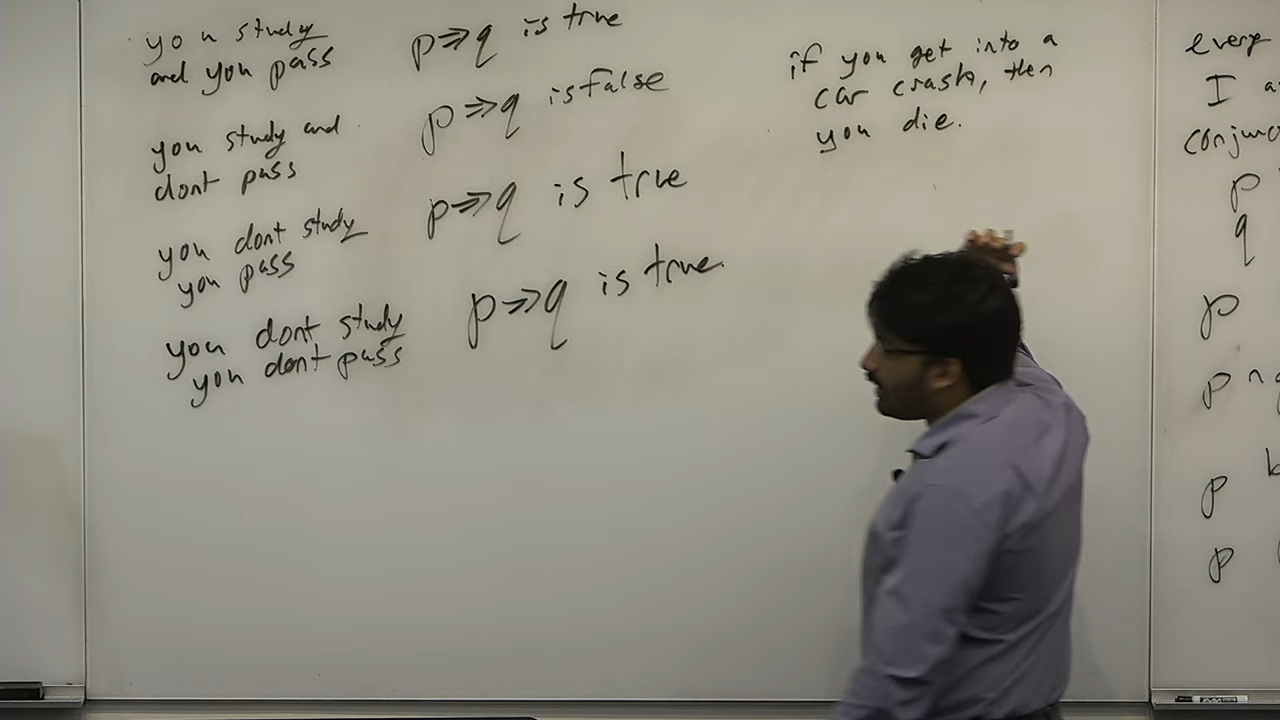 you study
and you pass
p⇒q is true
you study and
dont pass
p⇒q is false
you dont study
you pass
p⇒q is true
you dont study
you dont pass
p⇒q is true.
if you get into a
car crash, then
you die.
every
I a
conjunc
p
q
p
p
p
p